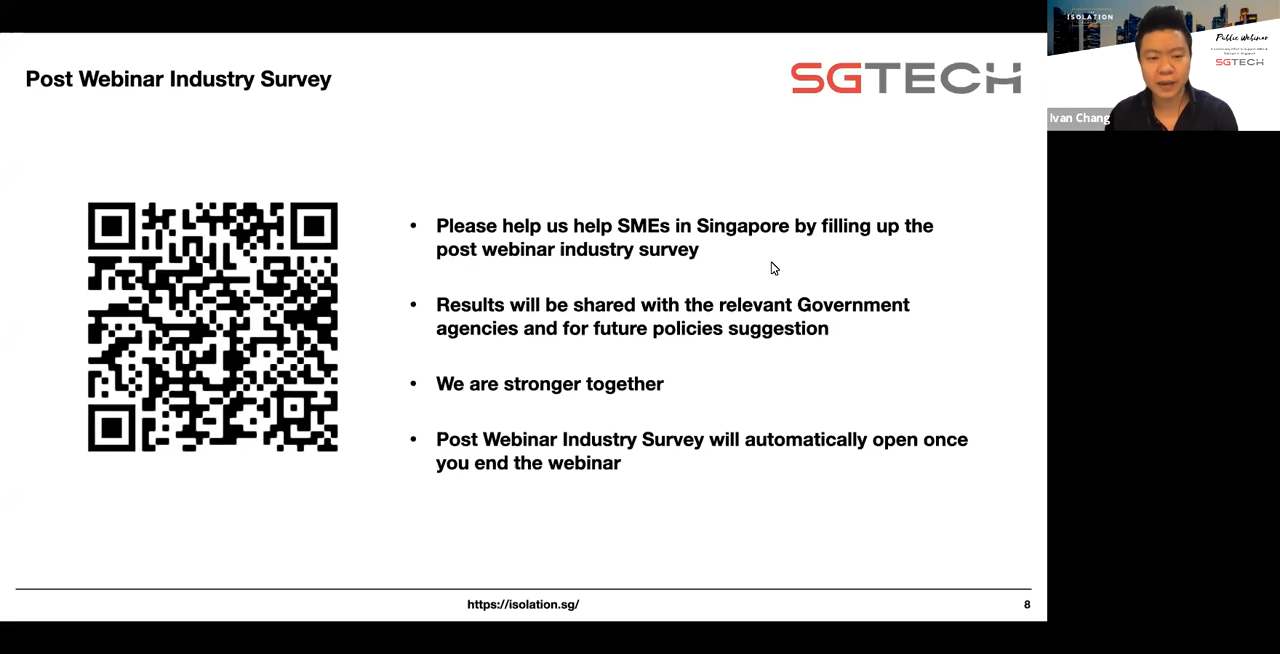 Post Webinar Industry Survey
SGTECH
• Please help us help SMEs in Singapore by filling up the
post webinar industry survey
• Results will be shared with the relevant Government
agencies and for future policies suggestion
• We are stronger together
• Post Webinar Industry Survey will automatically open once
you end the webinar
https://isolation.sg/
8
ISOLATION
Public Webinar
SGTECH
Ivan Chang